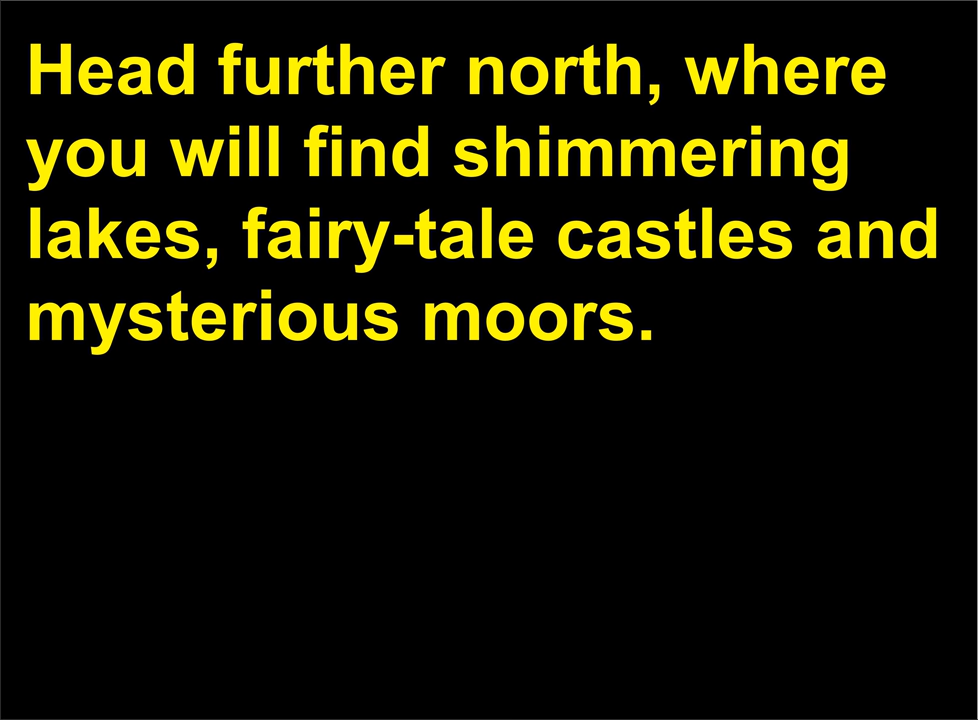 Head further north, where
you will find shimmering
lakes, fairy-tale castles and
mysterious moors.